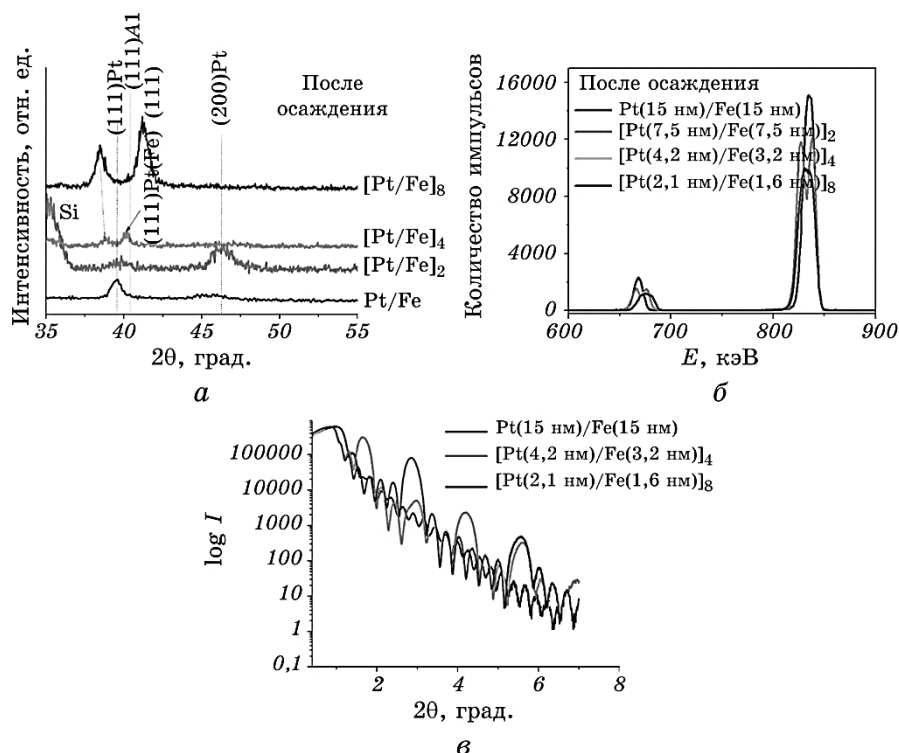 Интенсивность, отн. ед.
(111)Pt
(111)A1
(111)Pt(Fe) (111)
(200)Pt
После
осаждения
[Pt/Fe]₈
Si
[Pt/Fe]₄
[Pt/Fe]₂
Pt/Fe
35 40 45 50 55
2θ, град.
а
Количество импульсов
16000
12000
8000
4000
0
После осаждения
Pt(15 нм)/Fe(15 нм)
[Pt(7,5 нм)/Fe(7,5 нм)]₂
[Pt(4,2 нм)/Fe(3,2 нм)]₄
[Pt(2,1 нм)/Fe(1,6 нм)]₈
600 700 800 900
E, кэВ
б
log I
100000
10000
1000
100
10
1
0,1
Pt(15 нм)/Fe(15 нм)
[Pt(4,2 нм)/Fe(3,2 нм)]₄
[Pt(2,1 нм)/Fe(1,6 нм)]₈
2 4 6 8
2θ, град.
в